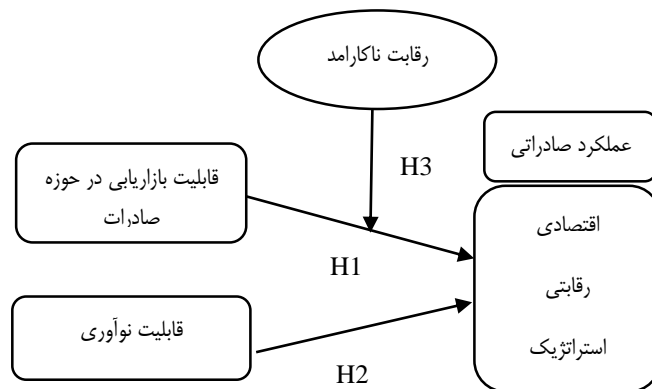 رقابت ناکارامد
عملکرد صادراتی
H3
قابلیت بازاریابی در حوزه
صادرات
اقتصادی
H1
رقابتی
قابلیت نوآوری
استراتژیک
H2